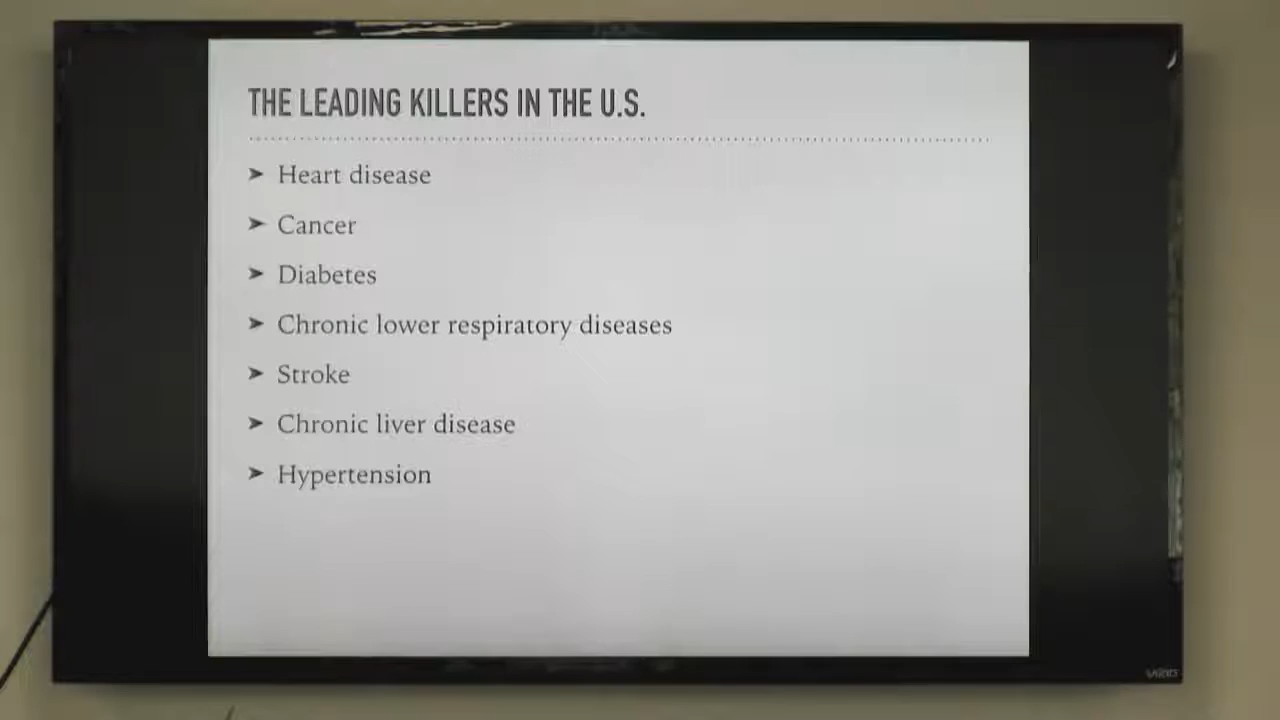 THE LEADING KILLERS IN THE U.S.
➤ Heart disease
➤ Cancer
➤ Diabetes
➤ Chronic lower respiratory diseases
➤ Stroke
➤ Chronic liver disease
➤ Hypertension